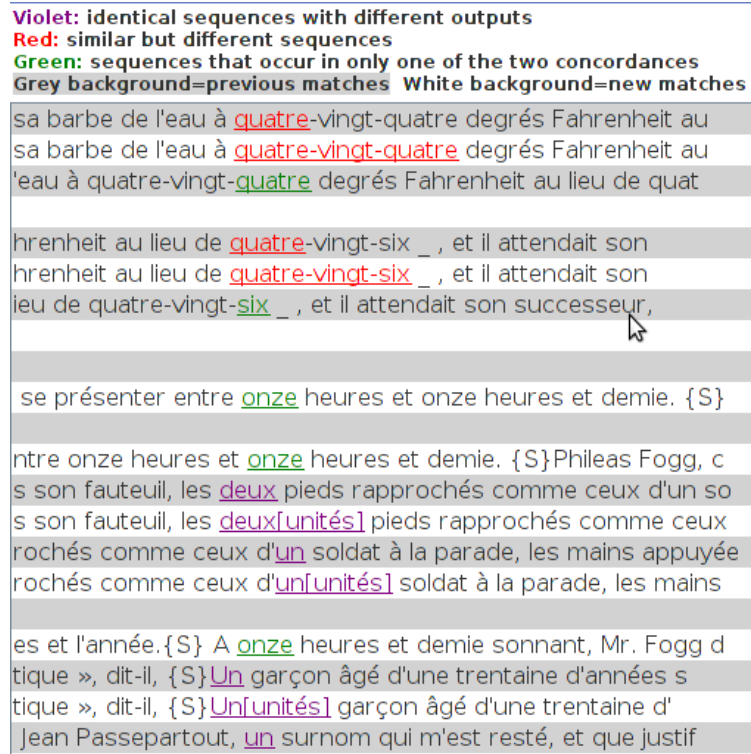 Violet: identical sequences with different outputs
Red: similar but different sequences
Green: sequences that occur in only one of the two concordances
Grey background=previous matches White background=new matches
sa barbe de l'eau à quatre-vingt-quatre degrés Fahrenheit au
sa barbe de l'eau à quatre-vingt-quatre degrés Fahrenheit au
'eau à quatre-vingt-quatre degrés Fahrenheit au lieu de quat
hrenheit au lieu de quatre-vingt-six _ , et il attendait son
hrenheit au lieu de quatre-vingt-six _ , et il attendait son
ieu de quatre-vingt-six _ , et il attendait son successeur,
se présenter entre onze heures et onze heures et demie. {S}
ntre onze heures et onze heures et demie. {S}Phileas Fogg, c
s son fauteuil, les deux pieds rapprochés comme ceux d'un so
s son fauteuil, les deux[unités] pieds rapprochés comme ceux
rochés comme ceux d'un soldat à la parade, les mains appuyée
rochés comme ceux d'un[unités] soldat à la parade, les mains
es et l'année.{S} A onze heures et demie sonnant, Mr. Fogg d
tique », dit-il, {S}Un garçon âgé d'une trentaine d'années s
tique », dit-il, {S}Un[unités] garçon âgé d'une trentaine d'
Jean Passepartout, un surnom qui m'est resté, et que justif